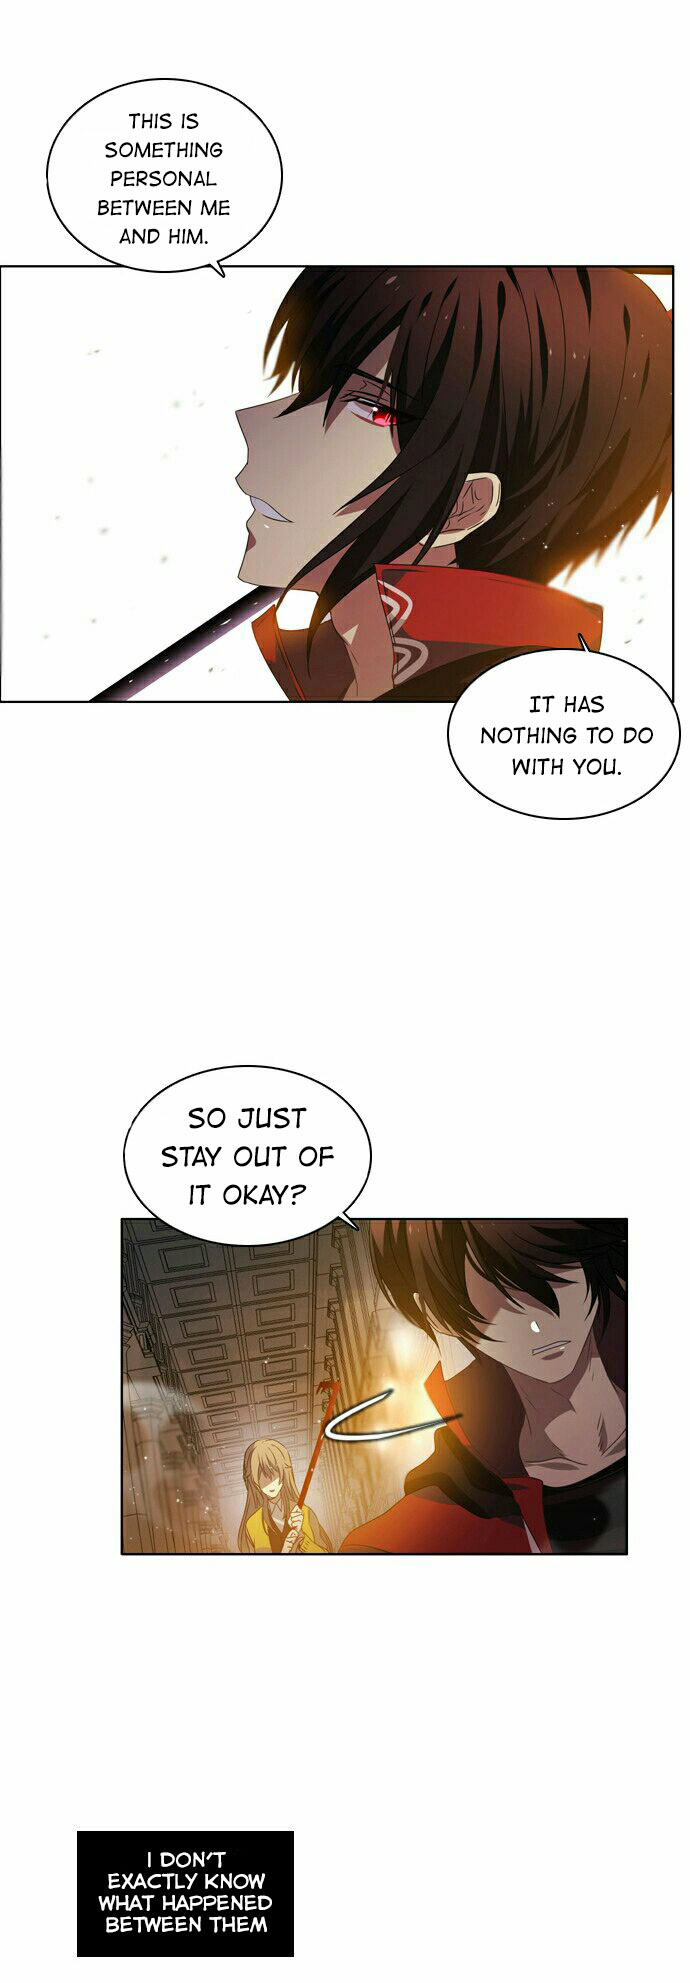 THIS IS
SOMETHING
PERSONAL
BETWEEN ME
AND HIM.
IT HAS
NOTHING TO DO
WITH YOU.
SO JUST
STAY OUT OF
IT OKAY?
I DON'T
EXACTLY KNOW
WHAT HAPPENED
BETWEEN THEM